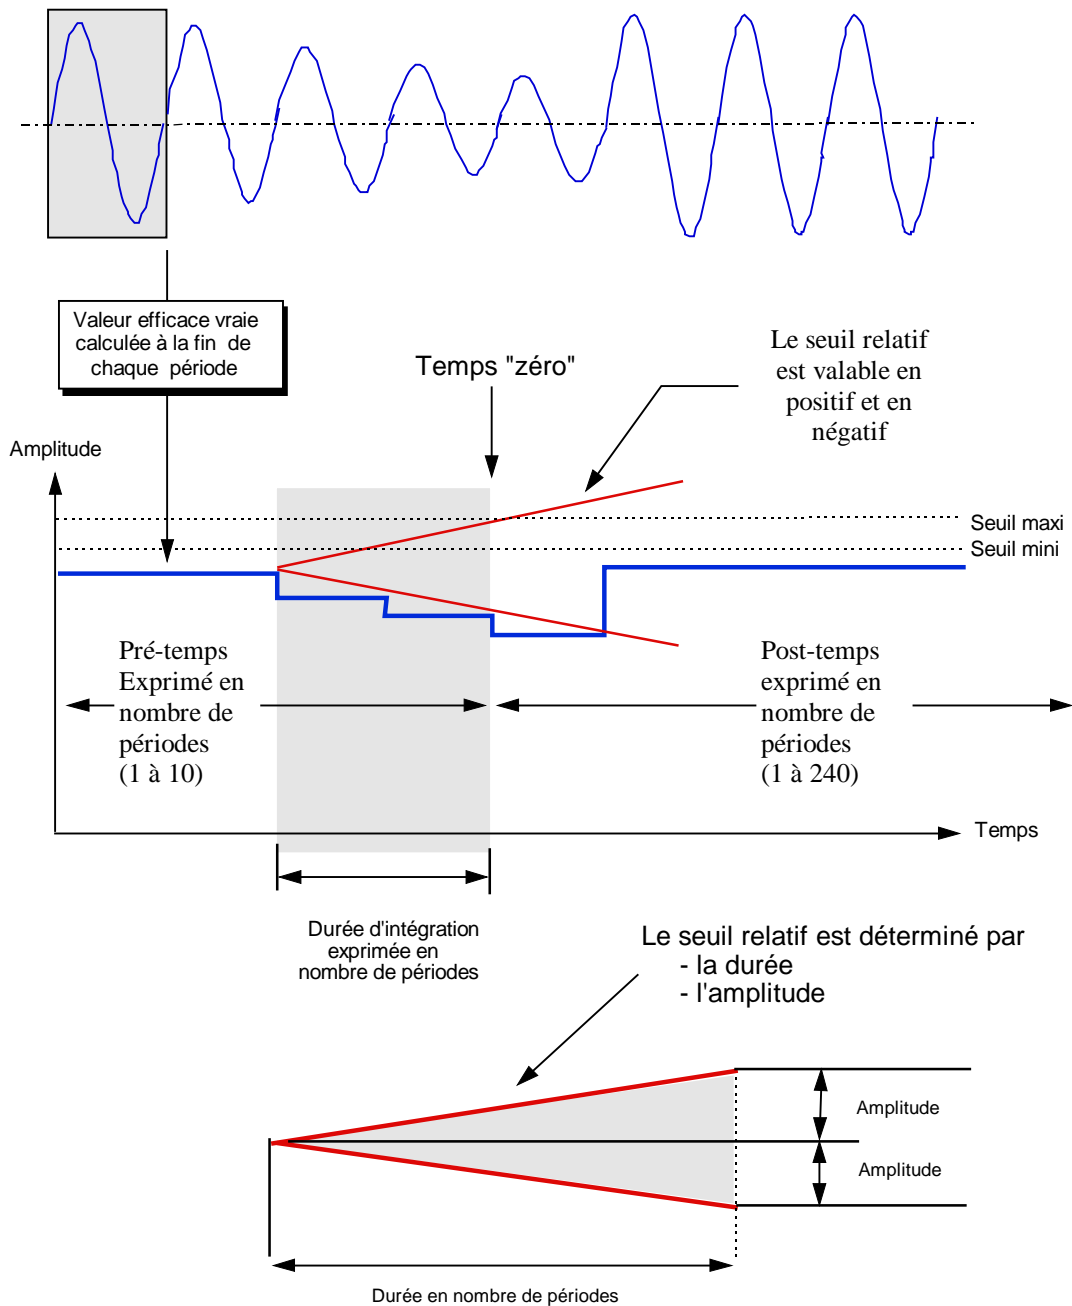 Valeur efficace vraie
calculée à la fin de
chaque période
Temps "zéro"
Le seuil relatif
est valable en
positif et en
négatif
Amplitude
Seuil maxi
Seuil mini
Pré-temps
Exprimé en
nombre de
périodes
(1 à 10)
Post-temps
exprimé en
nombre de
périodes
(1 à 240)
Temps
Durée d'intégration
exprimée en
nombre de périodes
Le seuil relatif est déterminé par
- la durée
- l'amplitude
Amplitude
Amplitude
Durée en nombre de périodes